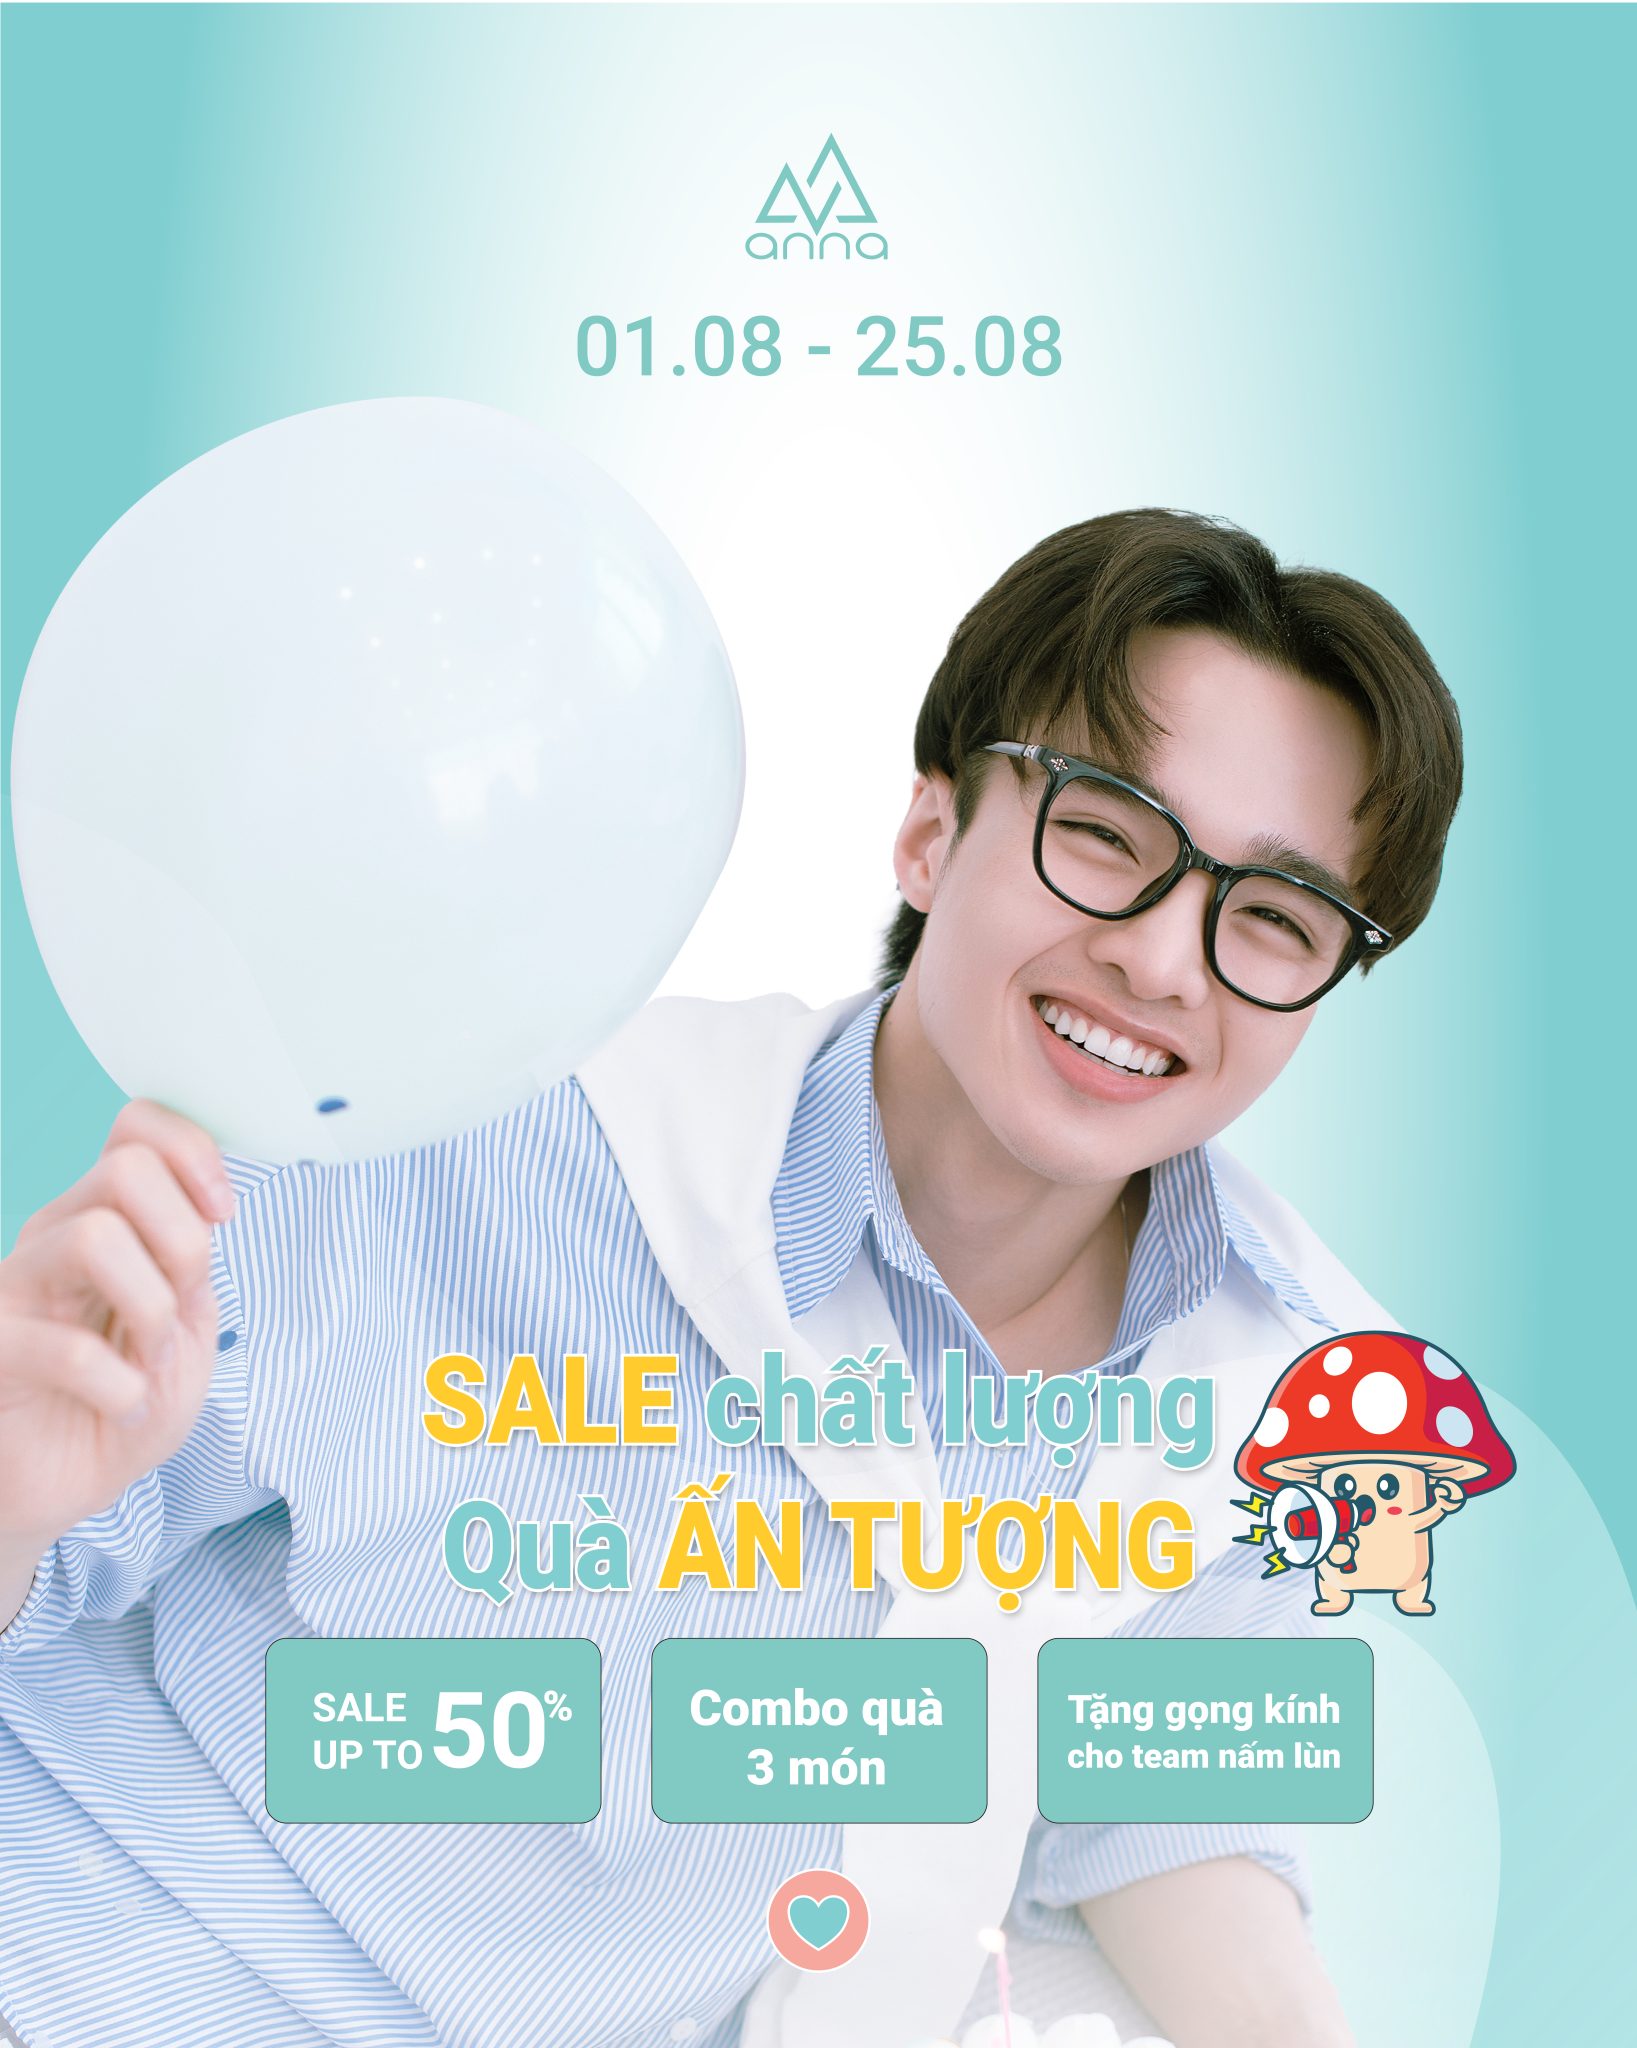 anna
01.08 - 25.08
SALE chất lượng
Quà ẤN TƯỢNG
SALE UP TO 50%
Combo quà
3 món
Tặng gọng kính
cho team nấm lùn